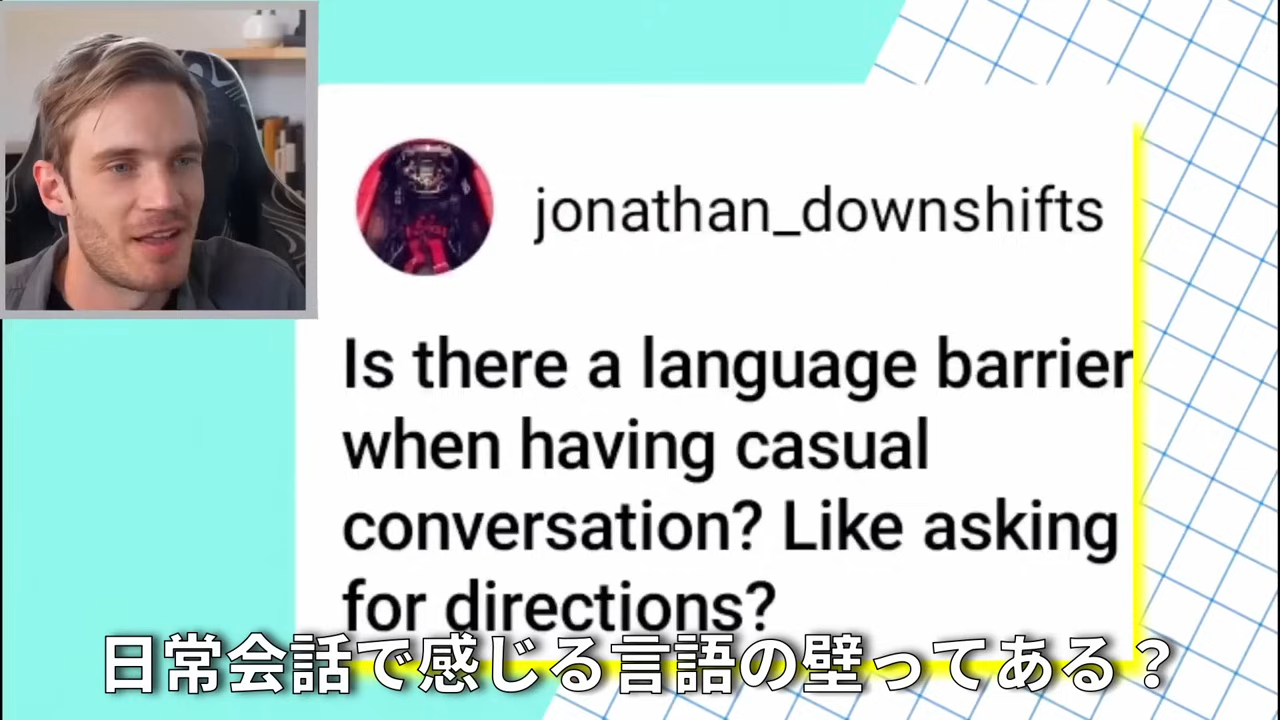 jonathan_downshifts
Is there a language barrier
when having casual
conversation? Like asking
for directions?
日常会話で感じる言語の壁ってある？